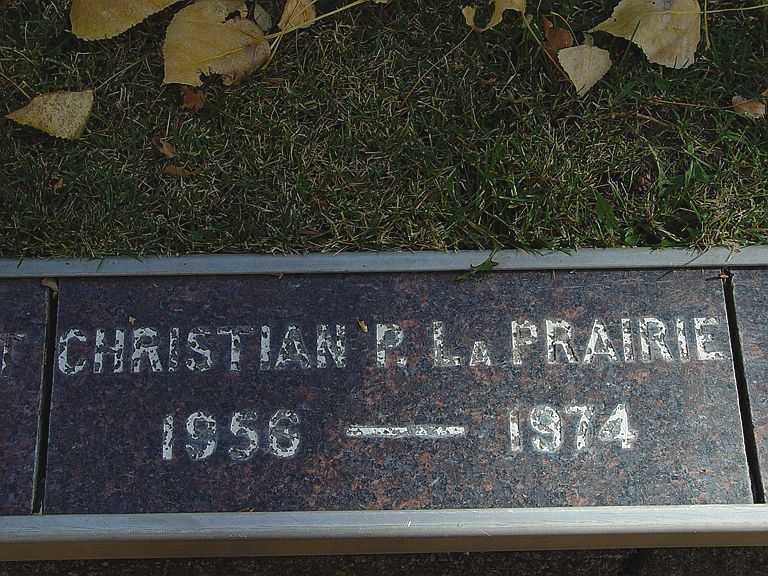 CHRISTIAN P. LA PRAIRIE
1956 — 1974